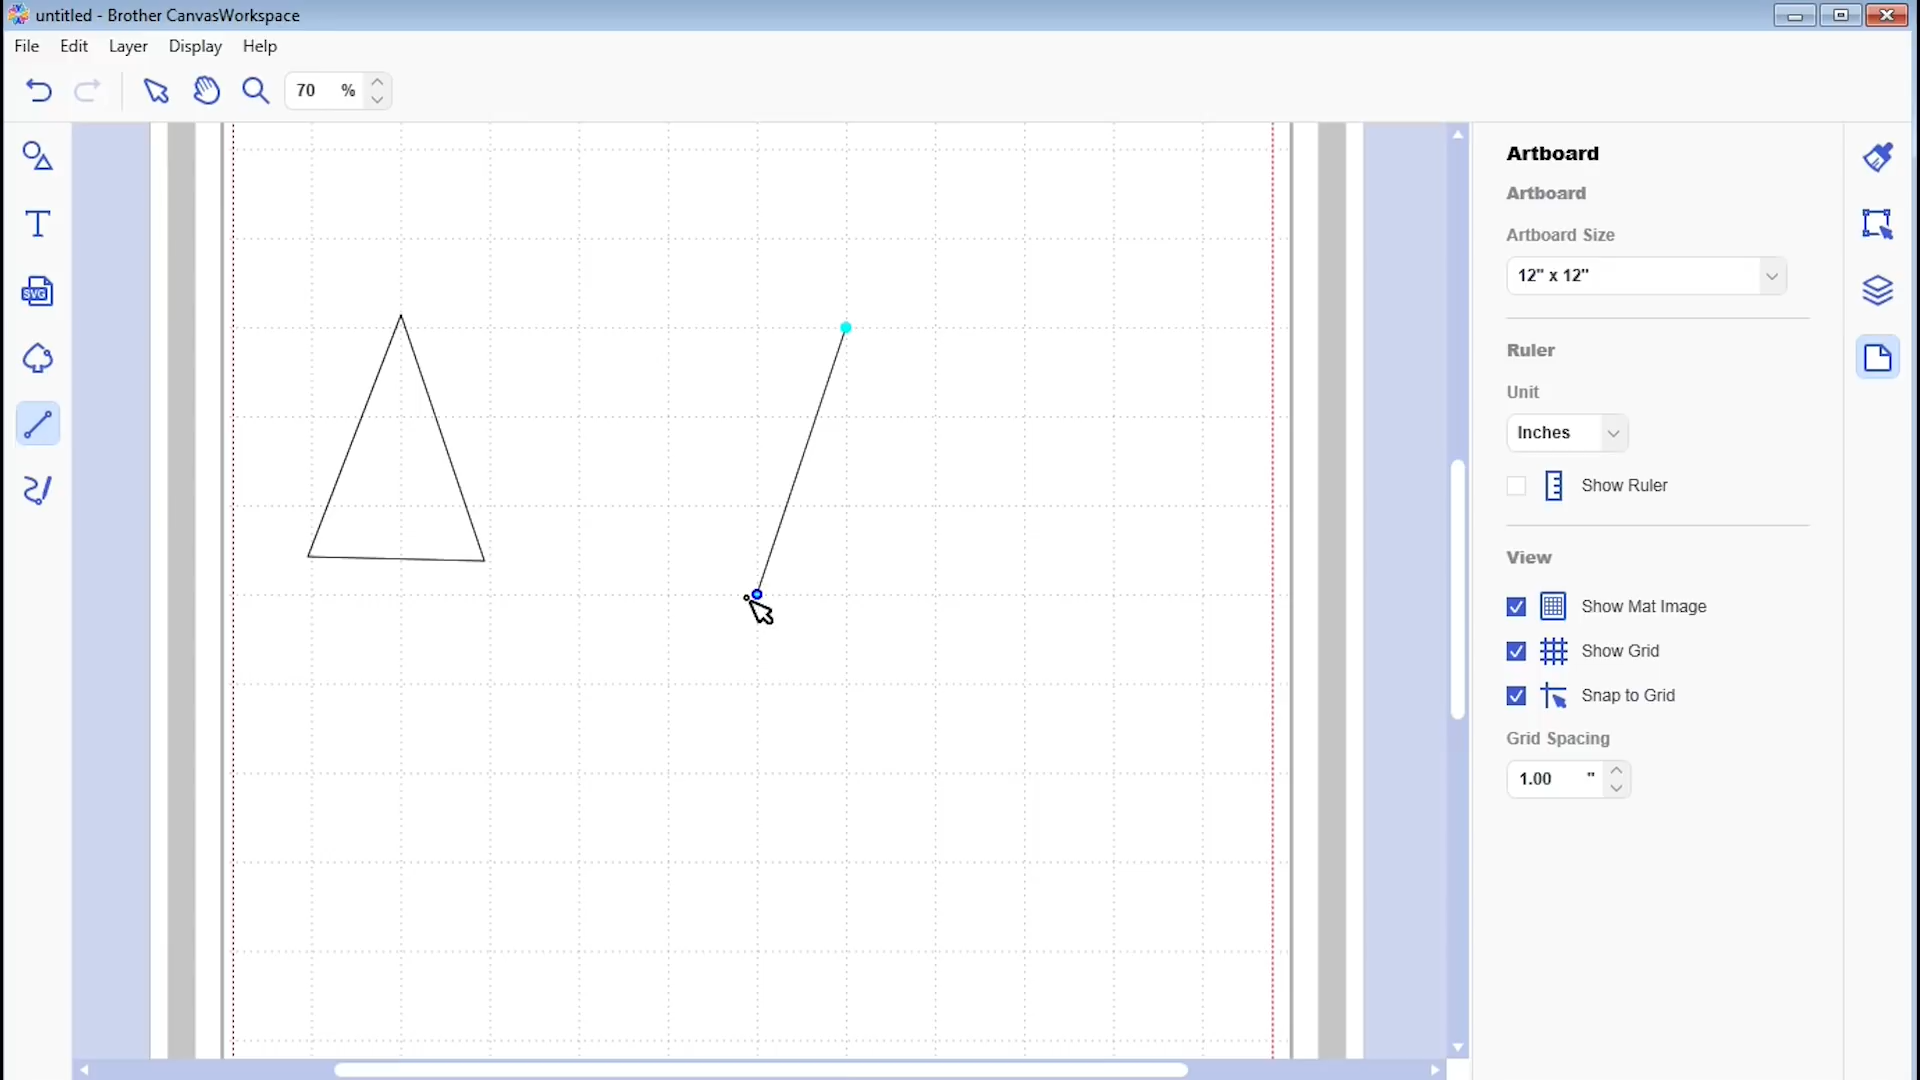 untitled - Brother CanvasWorkspace
File Edit Layer Display Help
70 %
T
SVG
Artboard
Artboard
Artboard Size
12" x 12"
Ruler
Unit
Inches
Show Ruler
View
Show Mat Image
Show Grid
Snap to Grid
Grid Spacing
1.00 "